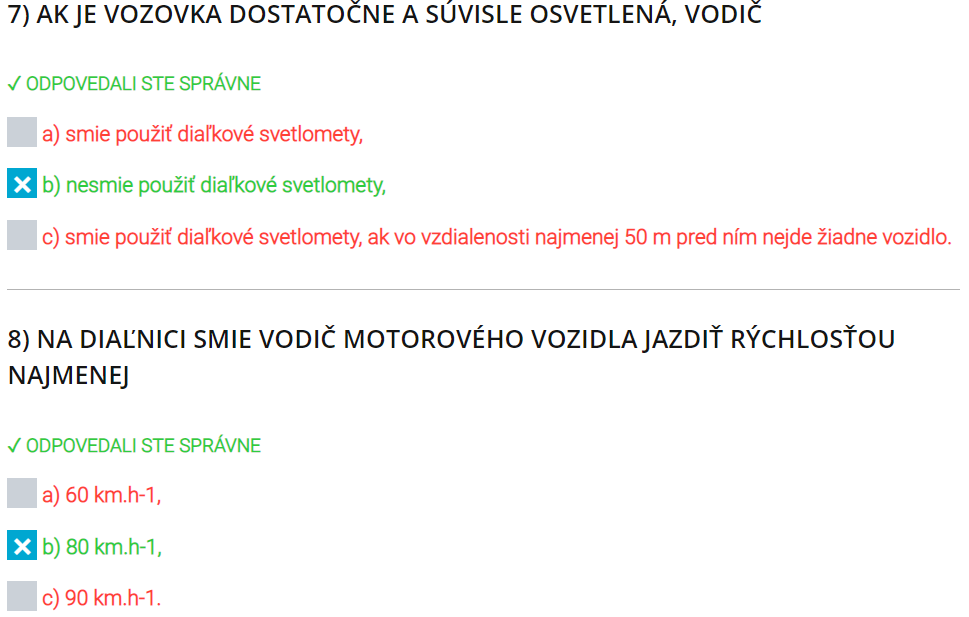 7) AK JE VOZOVKA DOSTATOČNE A SÚVISLE OSVETLENÁ, VODIČ
✓ ODPOVEDALI STE SPRÁVNE
a) smie použiť diaľkové svetlomety,
b) nesmie použiť diaľkové svetlomety,
c) smie použiť diaľkové svetlomety, ak vo vzdialenosti najmenej 50 m pred ním nejde žiadne vozidlo.
8) NA DIAĽNICI SMIE VODIČ MOTOROVÉHO VOZIDLA JAZDIŤ RÝCHLOSŤOU
NAJMENEJ
✓ ODPOVEDALI STE SPRÁVNE
a) 60 km.h-1,
b) 80 km.h-1,
c) 90 km.h-1.